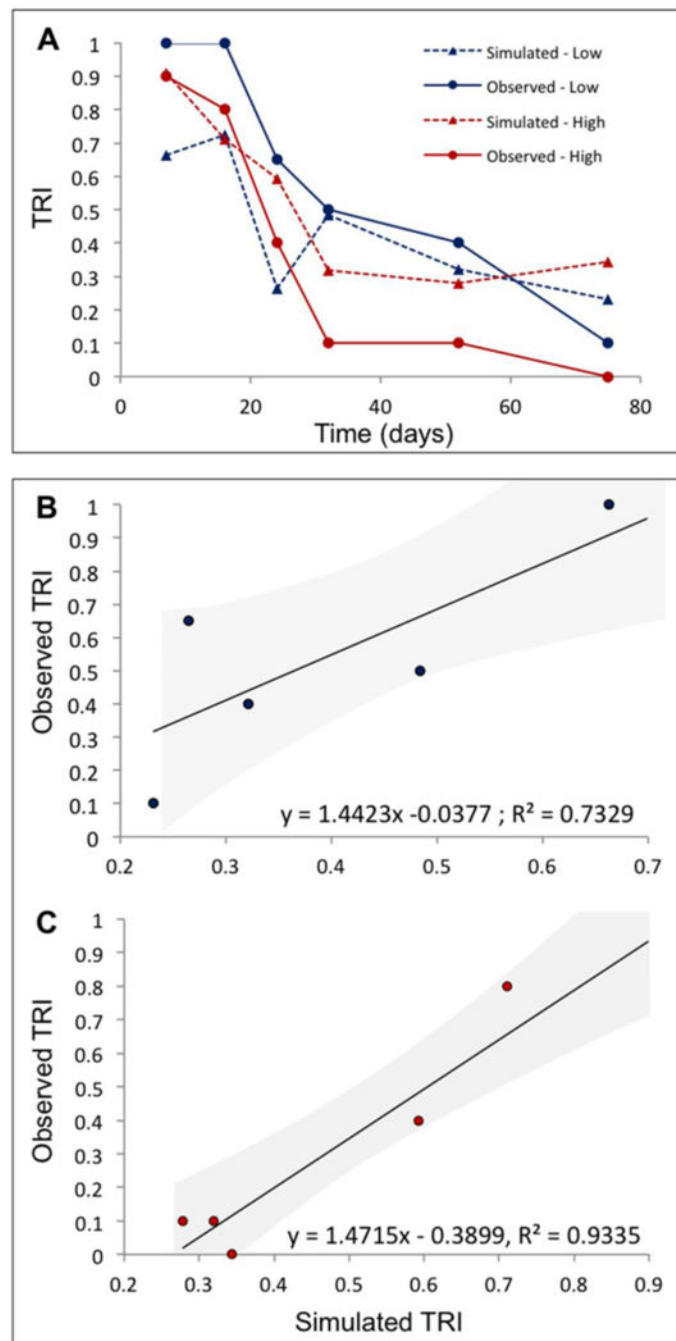 A
Simulated - Low
Observed - Low
Simulated - High
Observed - High
TRI
1
0.9
0.8
0.7
0.6
0.5
0.4
0.3
0.2
0.1
0
0 20 40 60 80
Time (days)
B
Observed TRI
1
0.9
0.8
0.7
0.6
0.5
0.4
0.3
0.2
0.1
0
y = 1.4423x -0.0377 ; R² = 0.7329
0.2 0.3 0.4 0.5 0.6 0.7
C
Observed TRI
1
0.9
0.8
0.7
0.6
0.5
0.4
0.3
0.2
0.1
0
y = 1.4715x - 0.3899, R² = 0.9335
0.2 0.3 0.4 0.5 0.6 0.7 0.8 0.9
Simulated TRI